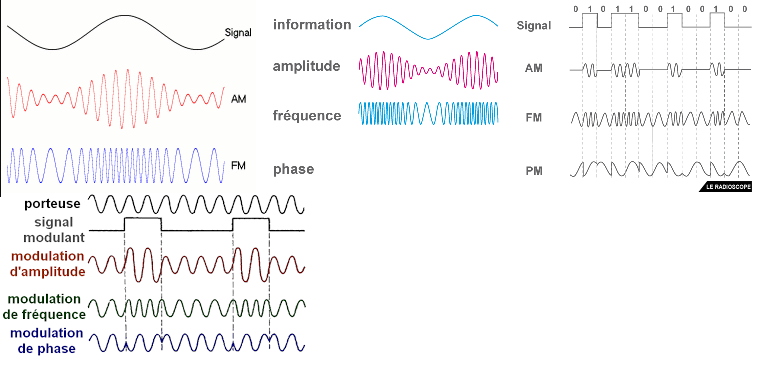 Signal
AM
FM
information
amplitude
fréquence
phase
Signal
AM
FM
PM
0 1 0 1 1 0 0 1 0 1 0 0
LE RADIOSCOPE
porteuse
signal
modulant
modulation
d'amplitude
modulation
de fréquence
modulation
de phase